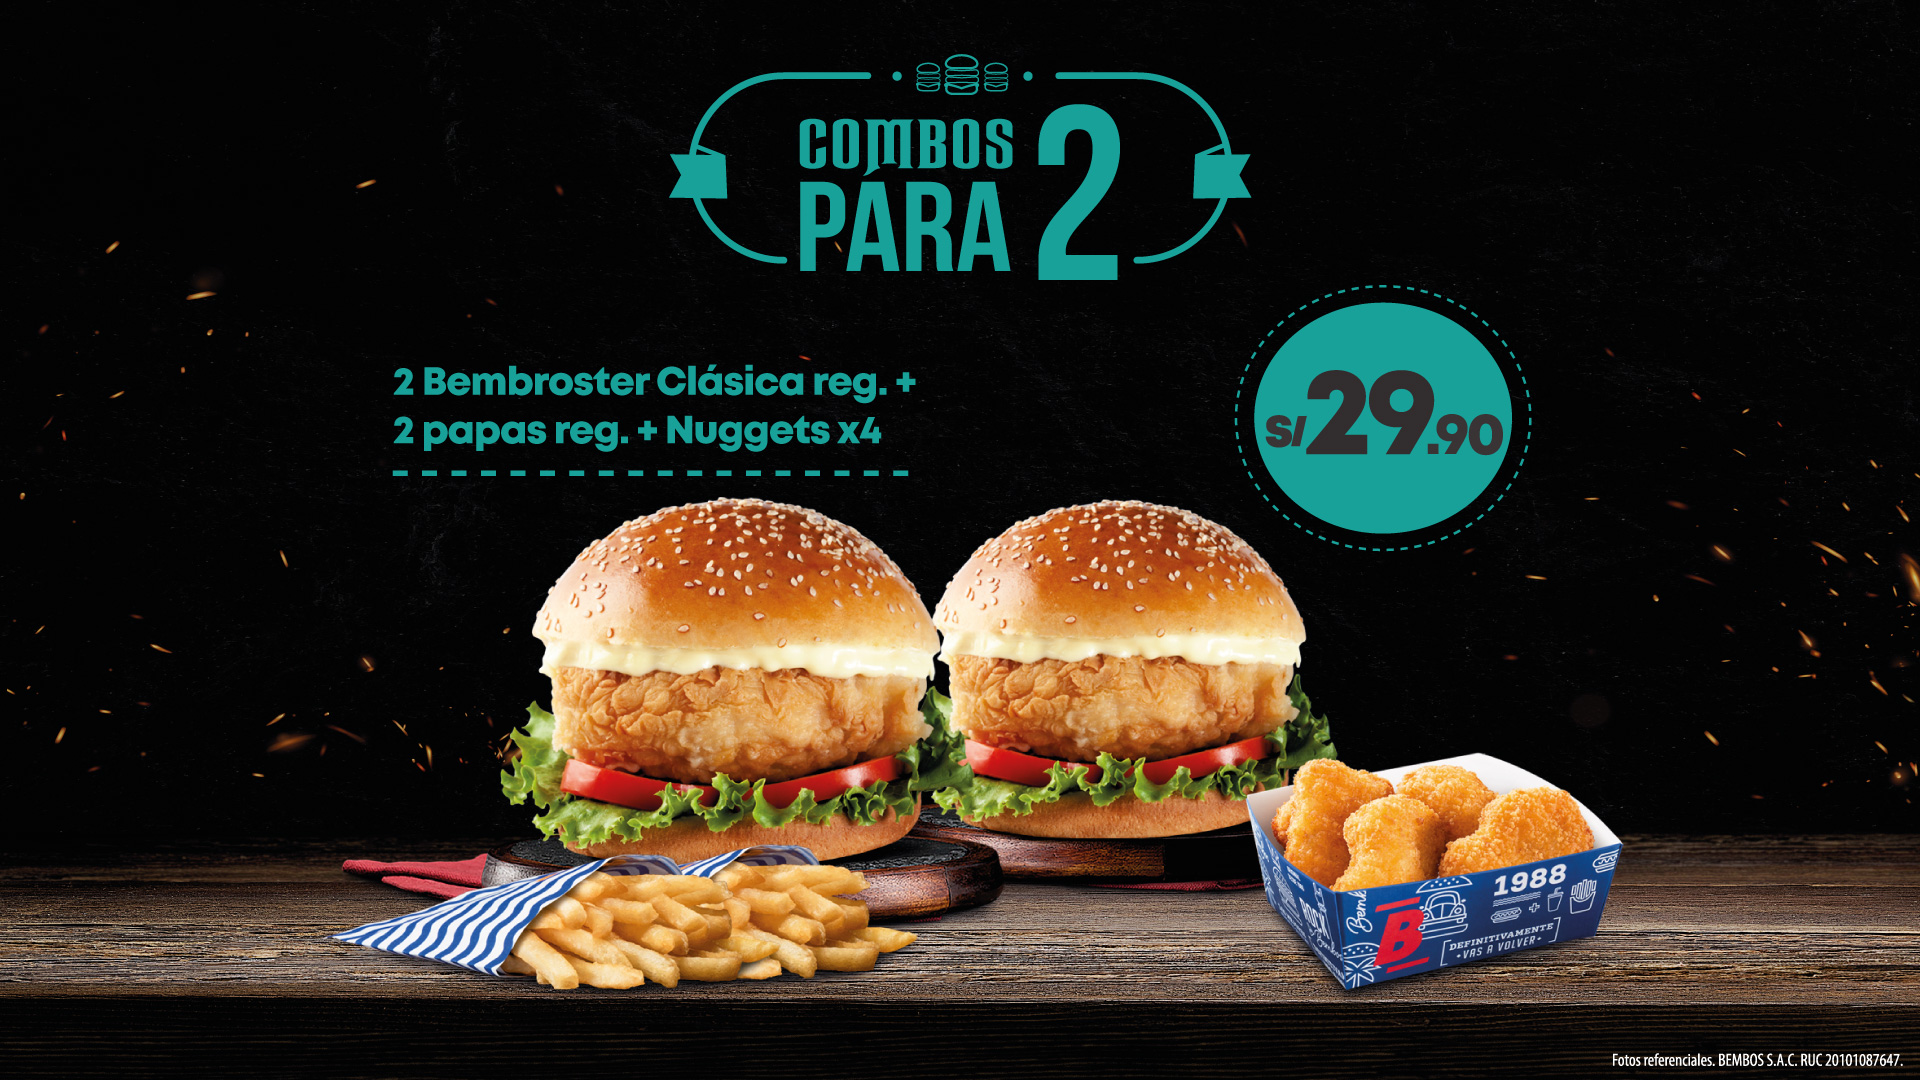 COMBOS
PARA 2
2 Bembroster Clásica reg. +
2 papas reg. + Nuggets x4
S/29.90
1988
B
DEFINITIVAMENTE
• VAS A VOLVER •
ROCK
Fotos referenciales. BEMBOS S.A.C. RUC 20101087647.